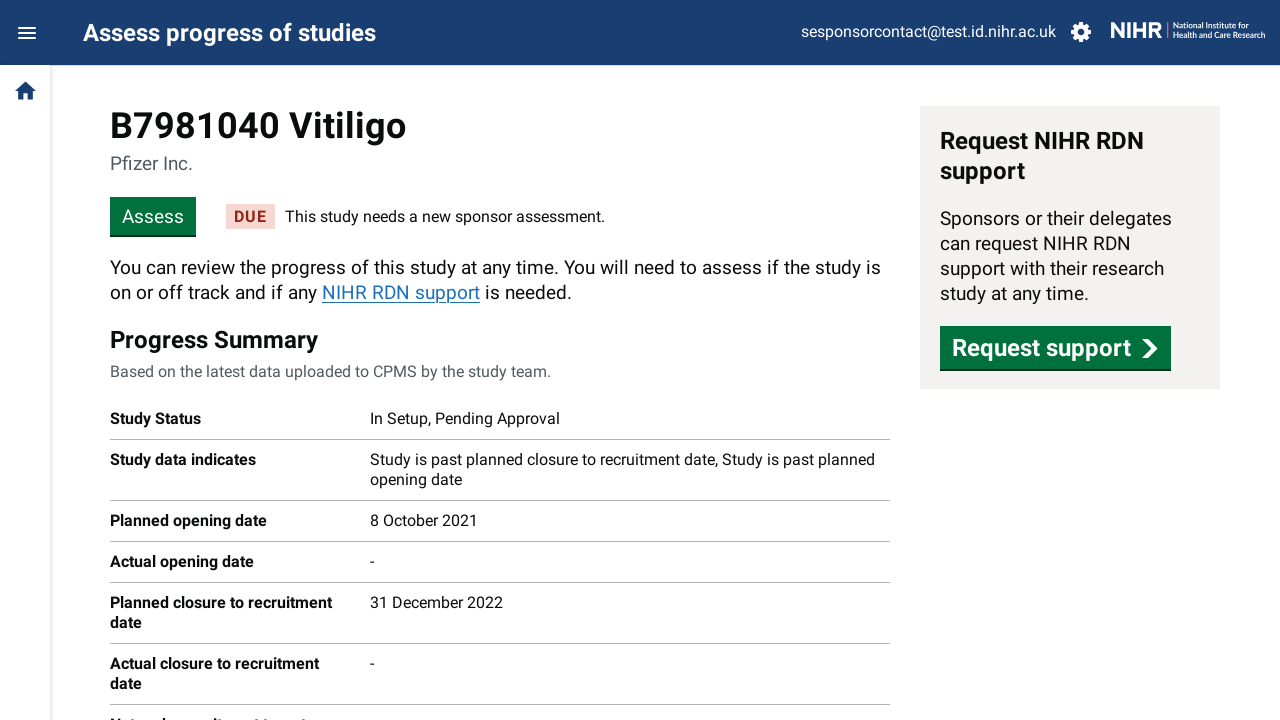 Assess progress of studies
sesponsorcontact@test.id.nihr.ac.uk
NIHR | National Institute for
Health and Care Research
B7981040 Vitiligo
Pfizer Inc.
Assess
DUE
This study needs a new sponsor assessment.
You can review the progress of this study at any time. You will need to assess if the study is
on or off track and if any NIHR RDN support is needed.
Progress Summary
Based on the latest data uploaded to CPMS by the study team.
Study Status
In Setup, Pending Approval
Study data indicates
Study is past planned closure to recruitment date, Study is past planned
opening date
Planned opening date
8 October 2021
Actual opening date
-
Planned closure to recruitment
date
31 December 2022
Actual closure to recruitment
date
-
Request NIHR RDN
support
Sponsors or their delegates
can request NIHR RDN
support with their research
study at any time.
Request support